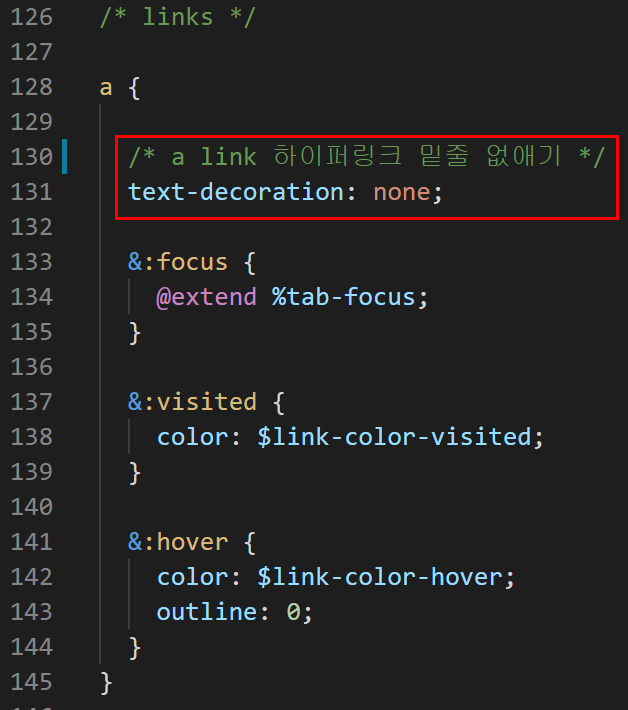 126 /* links */
127
128 a {
129
130 /* a link 하이퍼링크 밑줄 없애기 */
131 text-decoration: none;
132
133 &:focus {
134 @extend %tab-focus;
135 }
136
137 &:visited {
138 color: $link-color-visited;
139 }
140
141 &:hover {
142 color: $link-color-hover;
143 outline: 0;
144 }
145 }